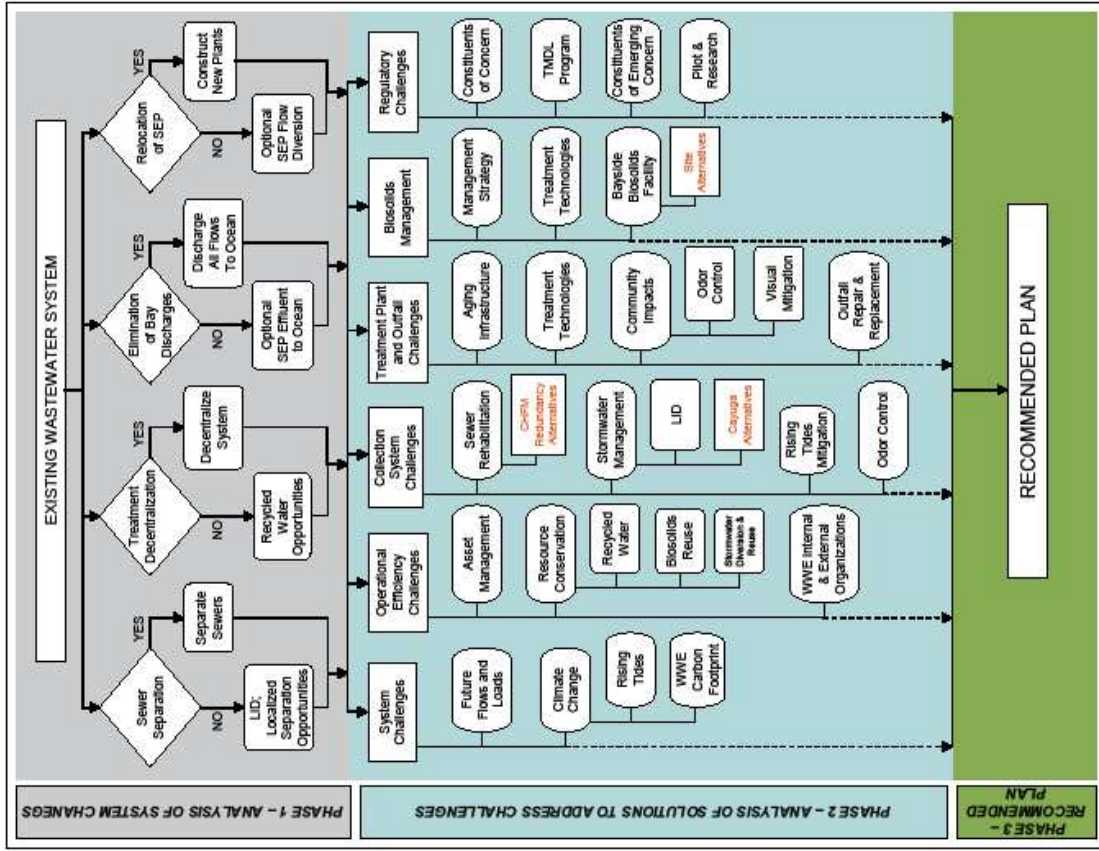 EXISTING WASTEWATER SYSTEM
PHASE 1 – ANALYSIS OF SYSTEM CHANEGS
Sewer
Separation
YES
NO
Separate
Sewers
LID;
Localized
Separation
Opportunities
Treatment
Decentralization
YES
NO
Decentralize
System
Recycled
Water
Opportunities
Elimination
of Bay
Discharges
YES
NO
Discharge
All Flows
To Ocean
Optional
SEP Effluent
to Ocean
Relocation
of SEP
YES
NO
Construct
New Plants
Optional
SEP Flow
Diversion
PHASE 2 – ANALYSIS OF SOLUTIONS TO ADDRESS CHALLENGES
System
Challenges
Future
Flows and
Loads
Climate
Change
Rising
Tides
WWE
Carbon
Footprint
Operational
Efficiency
Challenges
Asset
Management
Resource
Conservation
Recycled
Water
Biosolids
Reuse
Stormwater
Diversion &
Reuse
WWE Internal
& External
Organizations
Collection
System
Challenges
Sewer
Rehabilitation
CHFM
Redundancy
Alternatives
Stormwater
Management
LID
Cayuga
Alternatives
Rising
Tides
Mitigation
Odor Control
Treatment Plant
and Outfall
Challenges
Aging
Infrastructure
Treatment
Technologies
Community
Impacts
Odor
Control
Visual
Mitigation
Outfall
Repair &
Replacement
Biosolids
Management
Management
Strategy
Treatment
Technologies
Bayside
Biosolids
Facility
Site
Alternatives
Regulatory
Challenges
Constituents
of Concern
TMDL
Program
Constituents
of Emerging
Concern
Pilot &
Research
PHASE 3 –
RECOMMENDED
PLAN
RECOMMENDED PLAN